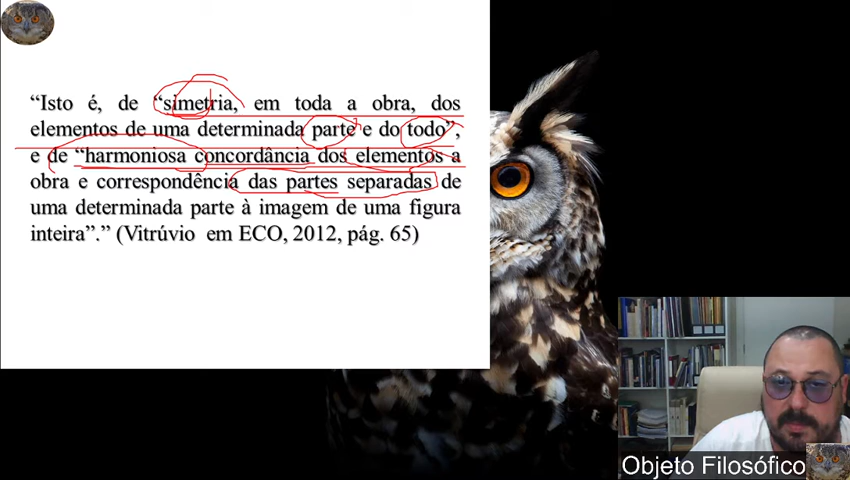 “Isto é, de “simetria, em toda a obra, dos
elementos de uma determinada parte e do todo”,
e de “harmoniosa concordância dos elementos a
obra e correspondência das partes separadas de
uma determinada parte à imagem de uma figura
inteira”.” (Vitrúvio em ECO, 2012, pág. 65)
Objeto Filosófico